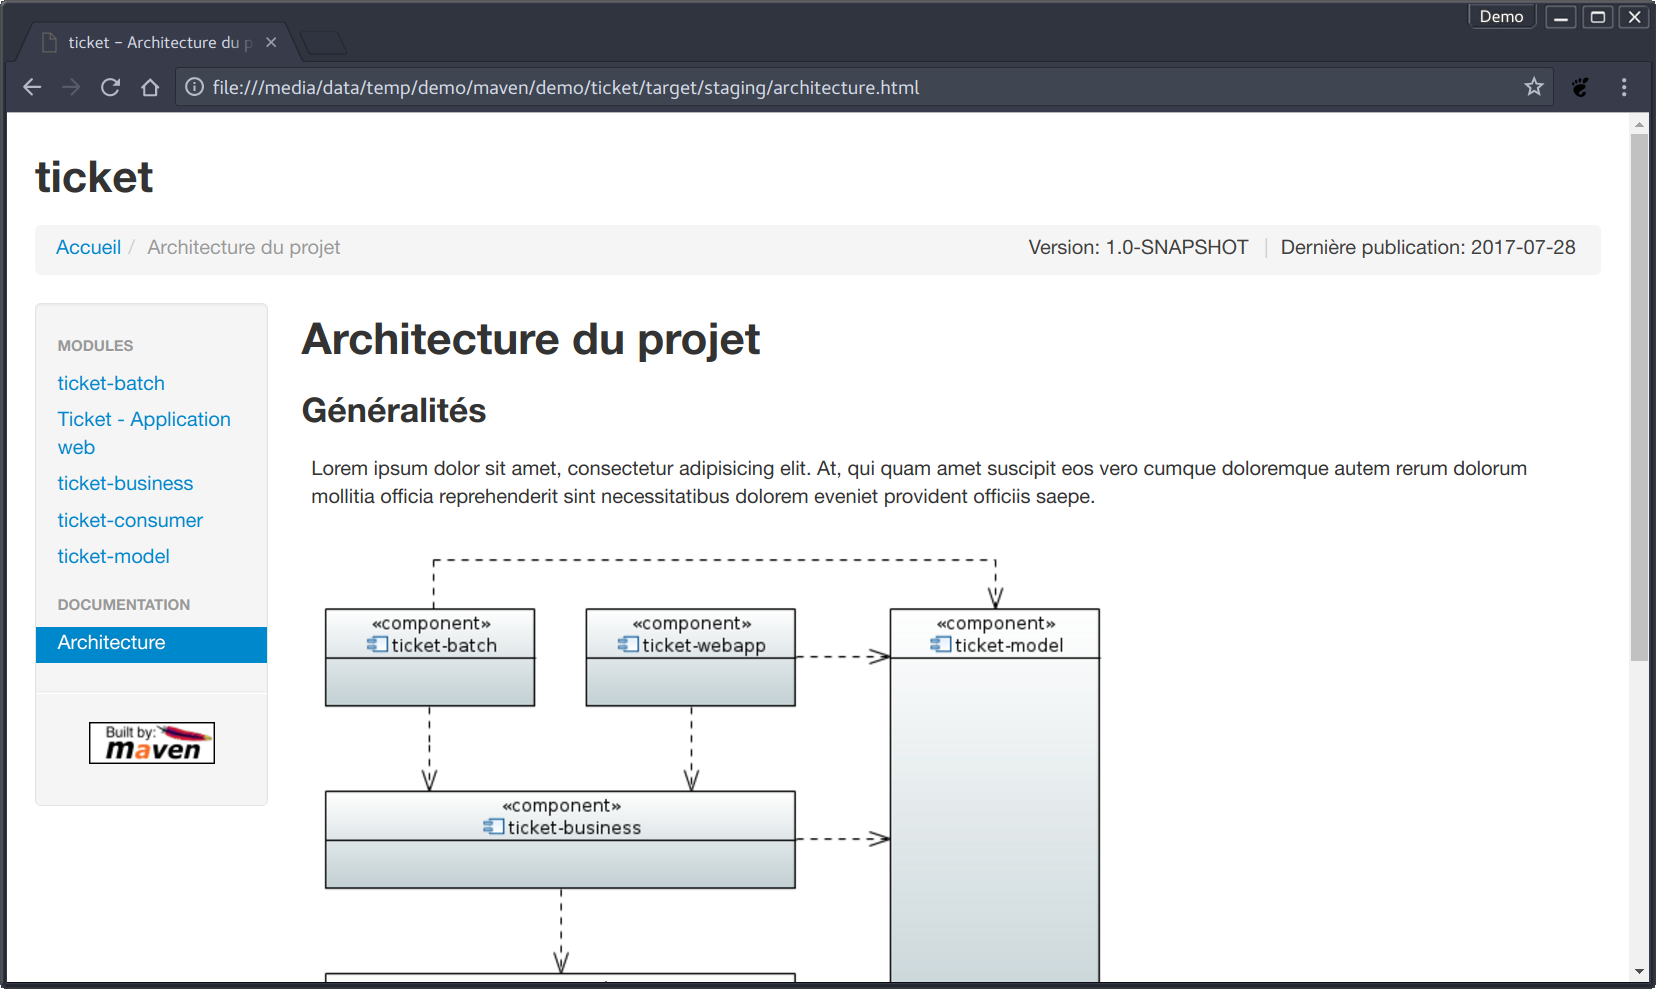 Demo
ticket – Architecture du p
file:///media/data/temp/demo/maven/demo/ticket/target/staging/architecture.html
ticket
Accueil / Architecture du projet
Version: 1.0-SNAPSHOT | Dernière publication: 2017-07-28
MODULES
ticket-batch
Ticket - Application
web
ticket-business
ticket-consumer
ticket-model
DOCUMENTATION
Architecture
Built by:
maven
Architecture du projet
Généralités
Lorem ipsum dolor sit amet, consectetur adipisicing elit. At, qui quam amet suscipit eos vero cumque doloremque autem rerum dolorum
mollitia officia reprehenderit sint necessitatibus dolorem eveniet provident officiis saepe.
«component»
ticket-batch
«component»
ticket-webapp
«component»
ticket-model
«component»
ticket-business